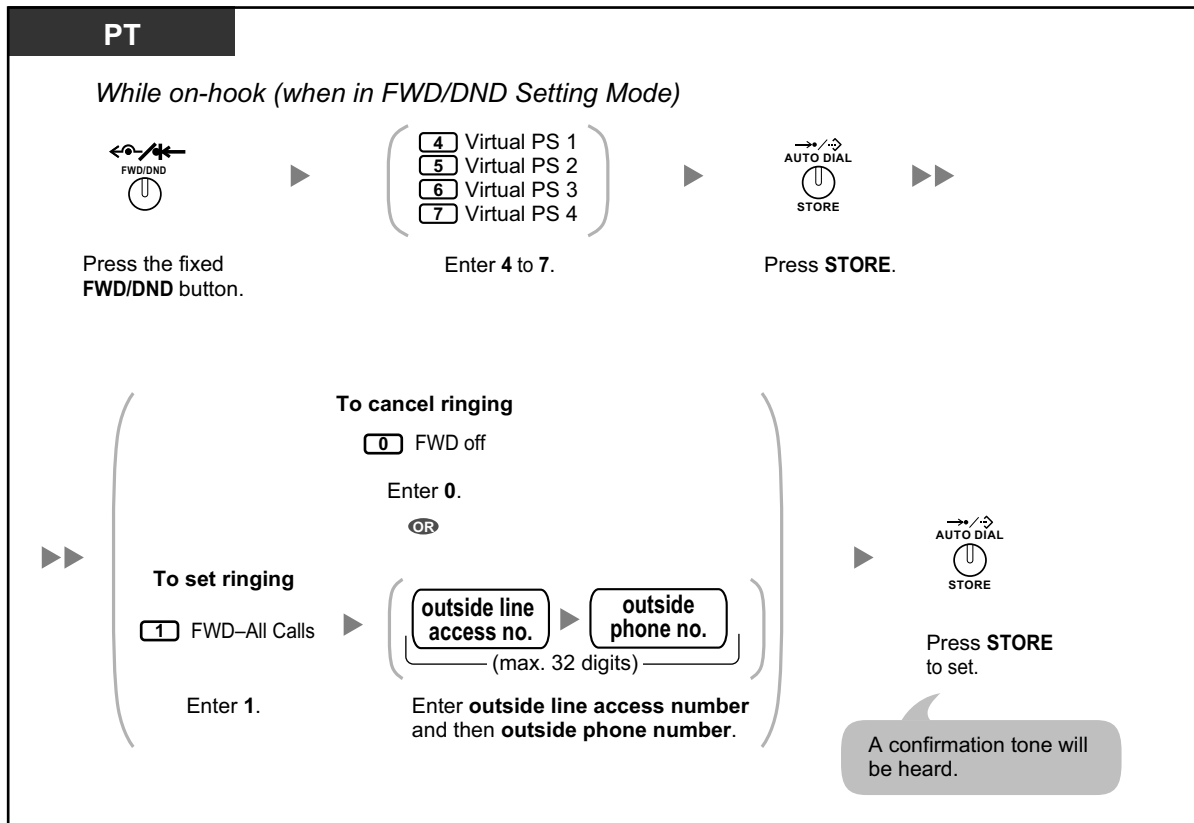 PT
While on-hook (when in FWD/DND Setting Mode)
FWD/DND
Press the fixed
FWD/DND button.
4 Virtual PS 1
5 Virtual PS 2
6 Virtual PS 3
7 Virtual PS 4
Enter 4 to 7.
AUTO DIAL
STORE
Press STORE.
To cancel ringing
0 FWD off
Enter 0.
OR
To set ringing
1 FWD–All Calls
Enter 1.
outside line
access no.
outside
phone no.
(max. 32 digits)
Enter outside line access number
and then outside phone number.
AUTO DIAL
STORE
Press STORE
to set.
A confirmation tone will
be heard.